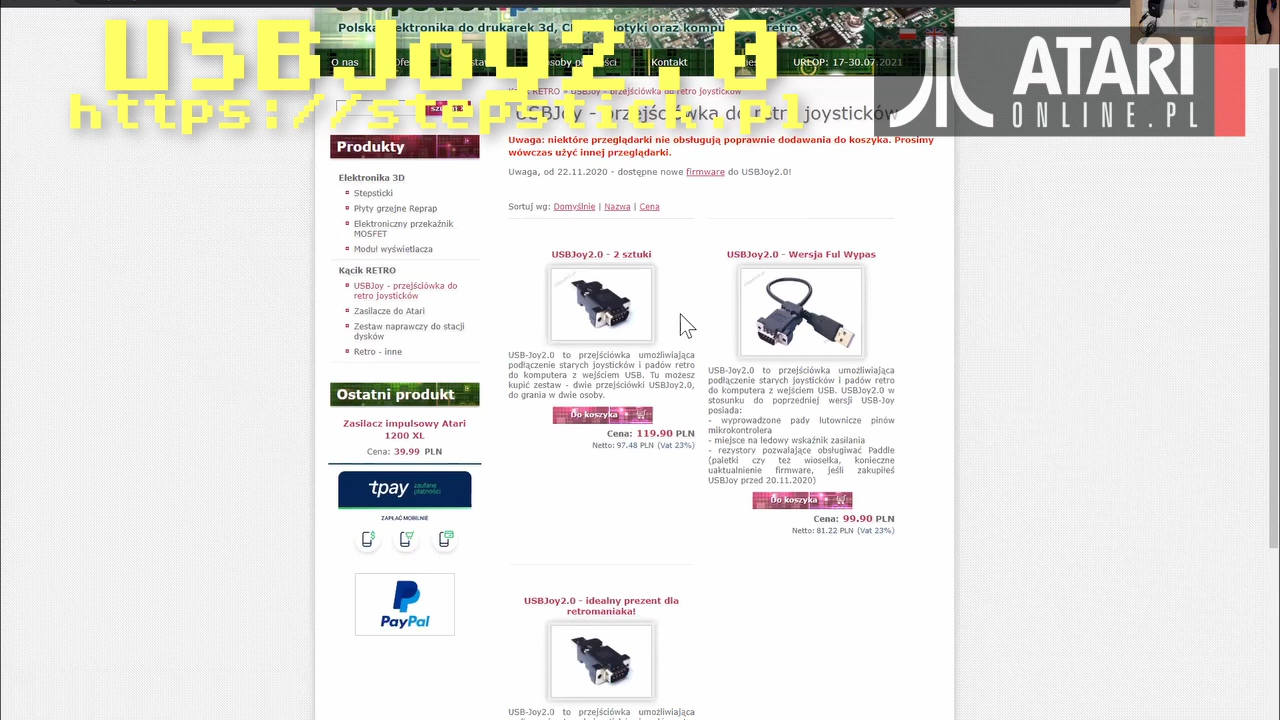 USBJoy2.0
https://stepstick.pl
ATARI
ONLINE.PL
O nas
Kontakt
URLOP: 17-30.07.2021
RETRO » USBJoy - przejściówka do retro joysticków
USBJoy - przejściówka do retro joysticków
Uwaga: niektóre przeglądarki nie obsługują poprawnie dodawania do koszyka. Prosimy
wówczas użyć innej przeglądarki.
Uwaga, od 22.11.2020 - dostępne nowe firmware do USBJoy2.0!
Sortuj wg: Domyślnie | Nazwa | Cena
Produkty
Elektronika 3D
Stepsticki
Płyty grzejne Reprap
Elektroniczny przekaźnik
MOSFET
Moduł wyświetlacza
Kącik RETRO
USBJoy - przejściówka do
retro joysticków
Zasilacze do Atari
Zestaw naprawczy do stacji
dysków
Retro - inne
Ostatni produkt
Zasilacz impulsowy Atari
1200 XL
Cena: 39.99 PLN
tpay zaufane
płatności
ZAPŁAĆ MOBILNIE
PayPal
USBJoy2.0 - 2 sztuki
USB-Joy2.0 to przejściówka umożliwiająca
podłączenie starych joysticków i padów retro
do komputera z wejściem USB. Tu możesz
kupić zestaw - dwie przejściówki USBJoy2.0,
do grania w dwie osoby.
Do koszyka
Cena: 119.90 PLN
Netto: 97.48 PLN (Vat 23%)
USBJoy2.0 - Wersja Ful Wypas
USB-Joy2.0 to przejściówka umożliwiająca
podłączenie starych joysticków i padów retro
do komputera z wejściem USB. USBJoy2.0 w
stosunku do poprzedniej wersji USB-Joy
posiada:
- wyprowadzone pady lutownicze pinów
mikrokontrolera
- miejsce na ledowy wskaźnik zasilania
- rezystory pozwalające obsługiwać Paddle
(paletki czy też wiosełka, konieczne
uaktualnienie firmware, jeśli zakupiłeś
USBJoy przed 20.11.2020)
Do koszyka
Cena: 99.90 PLN
Netto: 81.22 PLN (Vat 23%)
USBJoy2.0 - idealny prezent dla
retromaniaka!
USB-Joy2.0 to przejściówka umożliwiająca